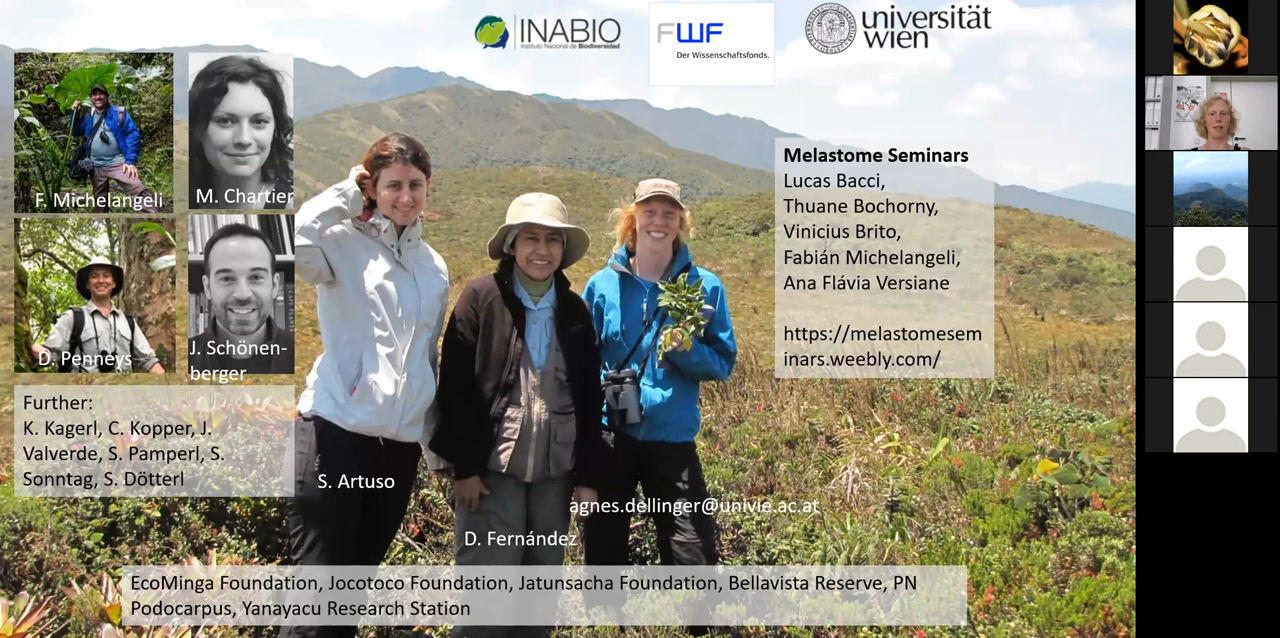 INABIO
Instituto Nacional de Biodiversidad
FWF
Der Wissenschaftsfonds.
universität
wien
F. Michelangeli
M. Chartier
D. Penneys
J. Schönen-
berger
Further:
K. Kagerl, C. Kopper, J.
Valverde, S. Pamperl, S.
Sonntag, S. Dötterl
S. Artuso
D. Fernández
agnes.dellinger@univie.ac.at
Melastome Seminars
Lucas Bacci,
Thuane Bochorny,
Vinicius Brito,
Fabián Michelangeli,
Ana Flávia Versiane
https://melastomesem
inars.weebly.com/
EcoMinga Foundation, Jocotoco Foundation, Jatunsacha Foundation, Bellavista Reserve, PN
Podocarpus, Yanayacu Research Station